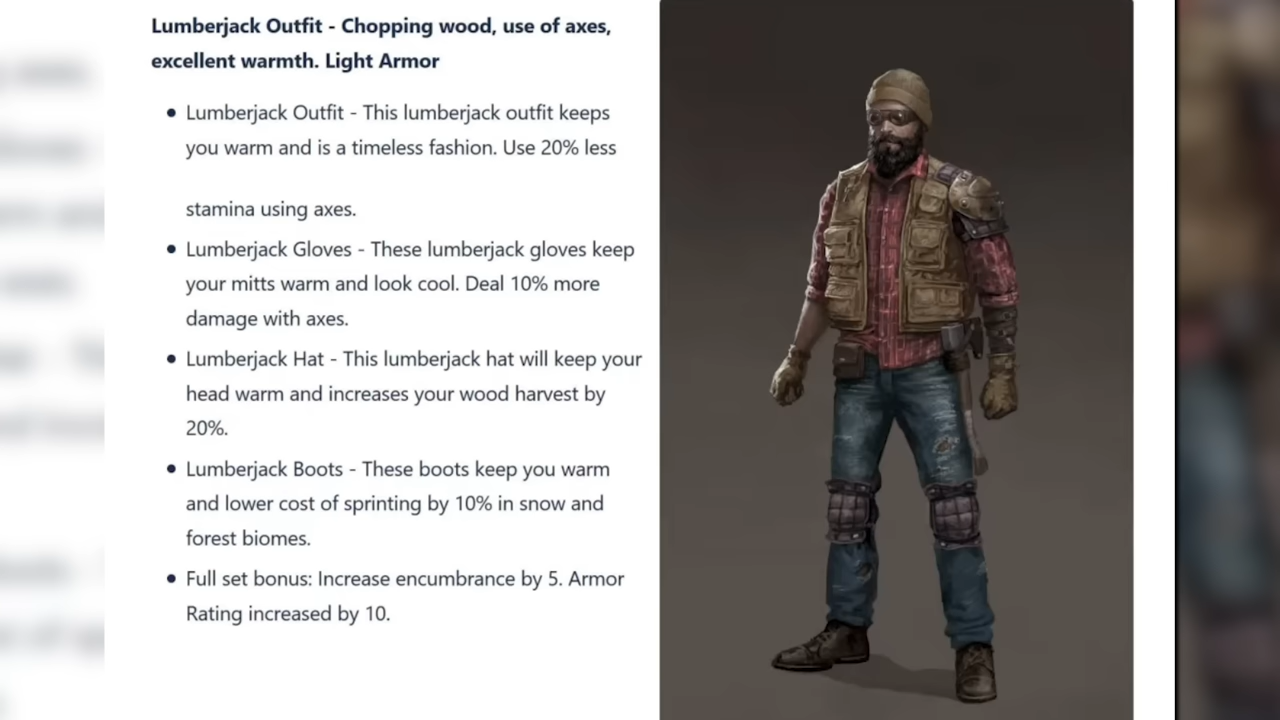 Lumberjack Outfit - Chopping wood, use of axes,
excellent warmth. Light Armor
• Lumberjack Outfit - This lumberjack outfit keeps
you warm and is a timeless fashion. Use 20% less
stamina using axes.
• Lumberjack Gloves - These lumberjack gloves keep
your mitts warm and look cool. Deal 10% more
damage with axes.
• Lumberjack Hat - This lumberjack hat will keep your
head warm and increases your wood harvest by
20%.
• Lumberjack Boots - These boots keep you warm
and lower cost of sprinting by 10% in snow and
forest biomes.
• Full set bonus: Increase encumbrance by 5. Armor
Rating increased by 10.